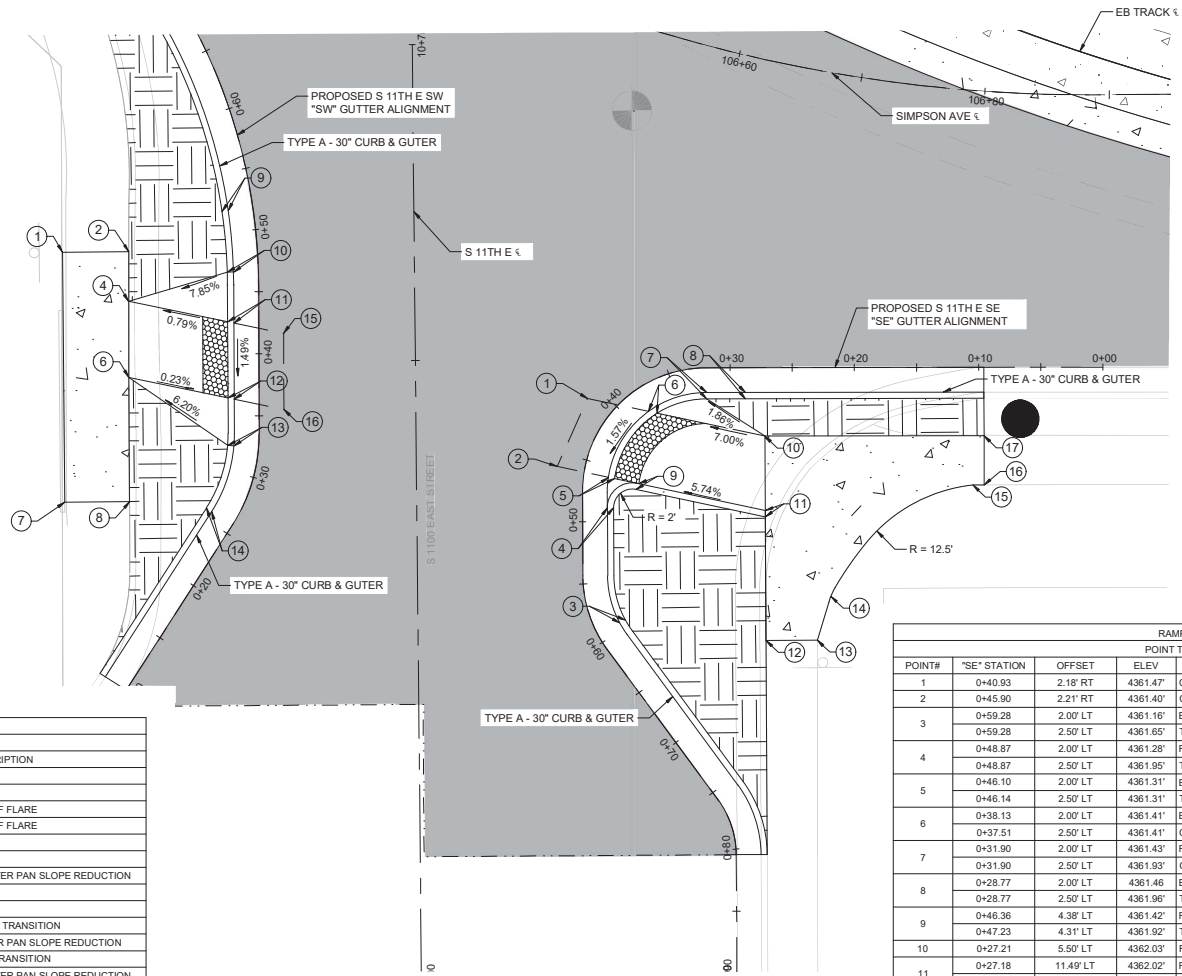 EB TRACK ℄
106+60
106+80
SIMPSON AVE ℄
10+7
PROPOSED S 11TH E SW
"SW" GUTTER ALIGNMENT
TYPE A - 30" CURB & GUTER
0+60
9
0+50
1
2
10
S 11TH E ℄
4
7.85%
11
0.79%
15
1.49%
0+40
6
0.23%
12
6.20%
16
13
0+30
7
8
14
TYPE A - 30" CURB & GUTER
0+20
S 1100 EAST STREET
PROPOSED S 11TH E SE
"SE" GUTTER ALIGNMENT
7
8
0+30
0+20
0+10
0+00
TYPE A - 30" CURB & GUTER
1
6
0+40
1.86%
1.57%
7.00%
10
17
2
9
16
5
5.74%
11
15
0+50
R = 2'
4
R = 12.5'
3
14
0+60
12
13
TYPE A - 30" CURB & GUTER
0+70
0+80
RAMP
POINT T
POINT# "SE" STATION OFFSET ELEV
1 0+40.93 2.18' RT 4361.47'
2 0+45.90 2.21' RT 4361.40'
3 0+59.28 2.00' LT 4361.16'
0+59.28 2.50' LT 4361.65'
4 0+48.87 2.00' LT 4361.28'
0+48.87 2.50' LT 4361.95'
5 0+46.10 2.00' LT 4361.31'
0+46.14 2.50' LT 4361.31'
6 0+38.13 2.00' LT 4361.41'
0+37.51 2.50' LT 4361.41'
7 0+31.90 2.00' LT 4361.43'
0+31.90 2.50' LT 4361.93'
8 0+28.77 2.00' LT 4361.46
0+28.77 2.50' LT 4361.96'
9 0+46.36 4.38' LT 4361.42'
0+47.23 4.31' LT 4361.92'
10 0+27.21 5.50' LT 4362.03'
11 0+27.18 11.49' LT 4362.02'
RIPTION
F FLARE
F FLARE
ER PAN SLOPE REDUCTION
TRANSITION
R PAN SLOPE REDUCTION
RANSITION
ER PAN SLOPE REDUCTION